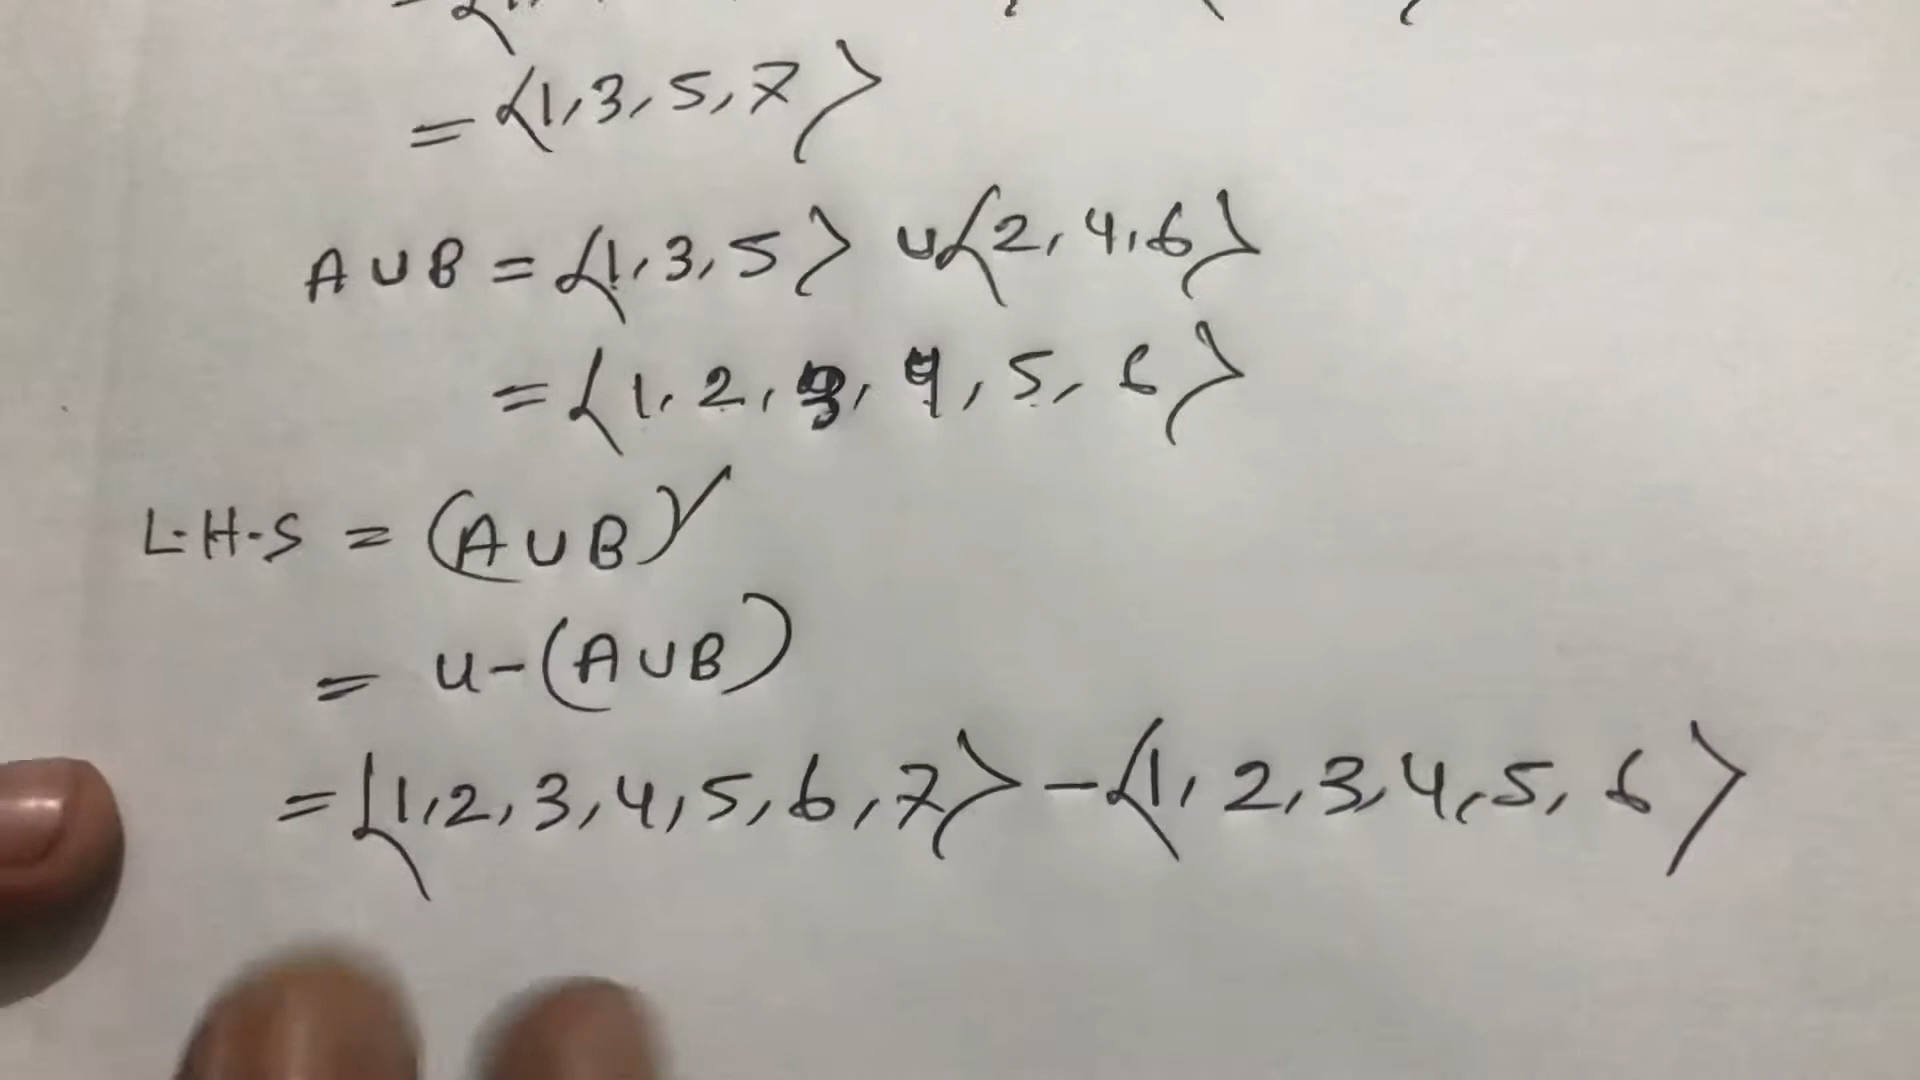 = {1, 3, 5, 7}
A ∪ B = {1, 3, 5} ∪ {2, 4, 6}
= {1, 2, 3, 4, 5, 6}
L.H.S = (A ∪ B)′
= U - (A ∪ B)
= {1, 2, 3, 4, 5, 6, 7} - {1, 2, 3, 4, 5, 6}